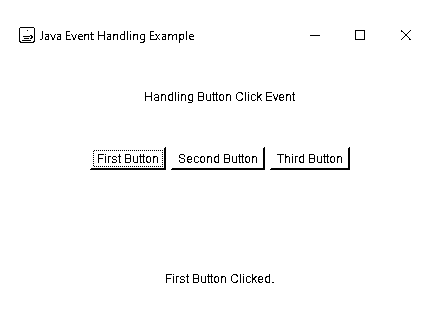 Java Event Handling Example
Handling Button Click Event
First Button Second Button Third Button
First Button Clicked.